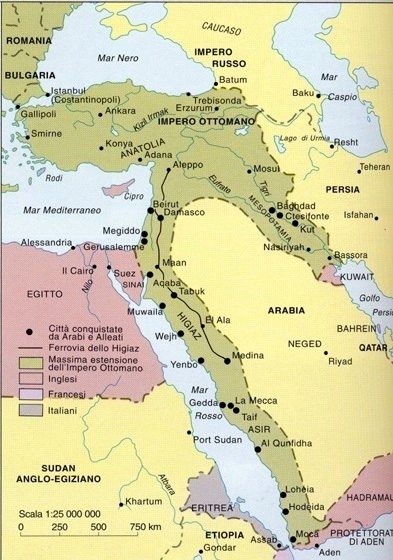 ROMANIA
Mar Nero
CAUCASO
IMPERO
RUSSO
BULGARIA
Istanbul
(Costantinopoli)
Batum
Mar
Caspio
Baku
Gallipoli
Ankara
Kizil Irmak
Trebisonda
Erzurum
IMPERO OTTOMANO
Smirne
Konya
ANATOLIA
Adana
Lago di Urmia
Resht
Aleppo
Mosul
Teheran
Rodi
Cipro
Eufrate
Tigri
MESOPOTAMIA
PERSIA
Mar Mediterraneo
Beirut
Damasco
Baghdad
Ctesifonte
Kut
Isfahan
Megiddo
Alessandria
Gerusalemme
Nasiriyah
Bassora
Maan
Il Cairo
Suez
SINAI
Aqaba
KUWAIT
Nilo
EGITTO
Tabuk
Golfo
Persi
Muwaila
ARABIA
El Ala
BAHREIN
Wejh
HIGIAZ
NEGED
QATAR
Riyad
Medina
Yenbo
Città conquistate
da Arabi e Alleati
Ferrovia dello Higiaz
Massima estensione
dell'Impero Ottomano
Inglesi
Francesi
Italiani
Mar
Rosso
Gedda
La Mecca
Taif
ASIR
Port Sudan
Al Qunfidha
SUDAN
ANGLO-EGIZIANO
Atbara
Loheia
HADRAMAU
Khartum
Hodeida
ERITREA
Scala 1:25 000 000
0 250 500 750 km
Moca
PROTETTORAT
DI ADEN
ETIOPIA
Assab
Aden
Gondar